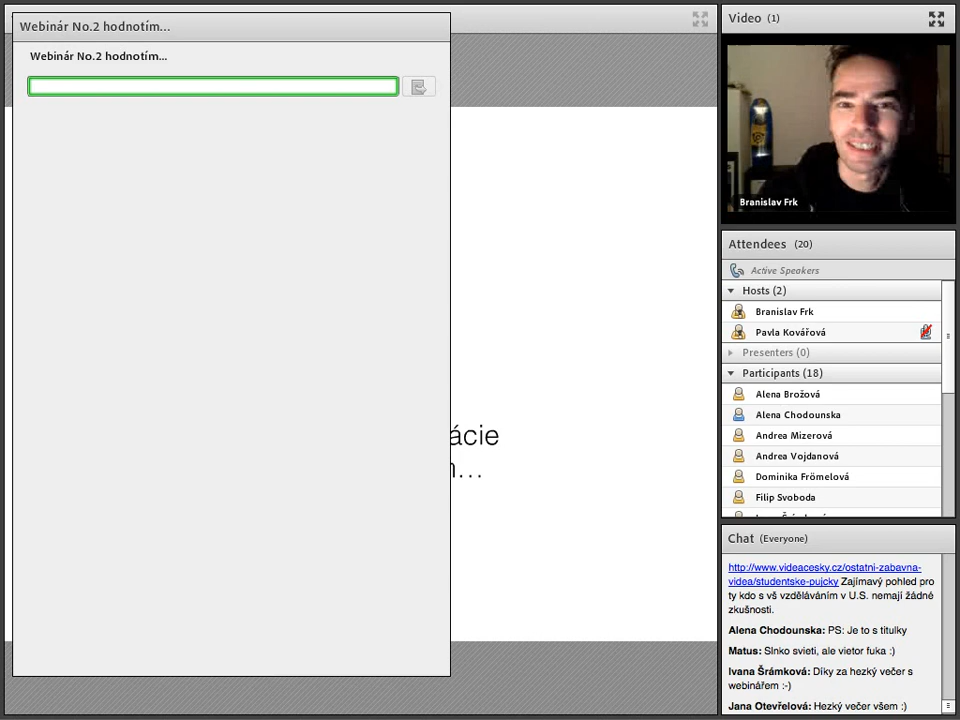 Webinár No.2 hodnotím...
Webinár No.2 hodnotím...
ácie
...
Video (1)
Branislav Frk
Attendees (20)
Active Speakers
Hosts (2)
Branislav Frk
Pavla Kovářová
Presenters (0)
Participants (18)
Alena Brožová
Alena Chodounska
Andrea Mizerová
Andrea Vojdanová
Dominika Frömelová
Filip Svoboda
Chat (Everyone)
http://www.videacesky.cz/ostatni-zabavna-
videa/studentske-pujcky Zajímavý pohled pro
ty kdo s vš vzděláváním v U.S. nemají žádné
zkušnosti.
Alena Chodounska: PS: Je to s titulky
Matus: Slnko svieti, ale vietor fuka :)
Ivana Šrámková: Díky za hezký večer s
webinářem :-)
Jana Otevřelová: Hezký večer všem :)